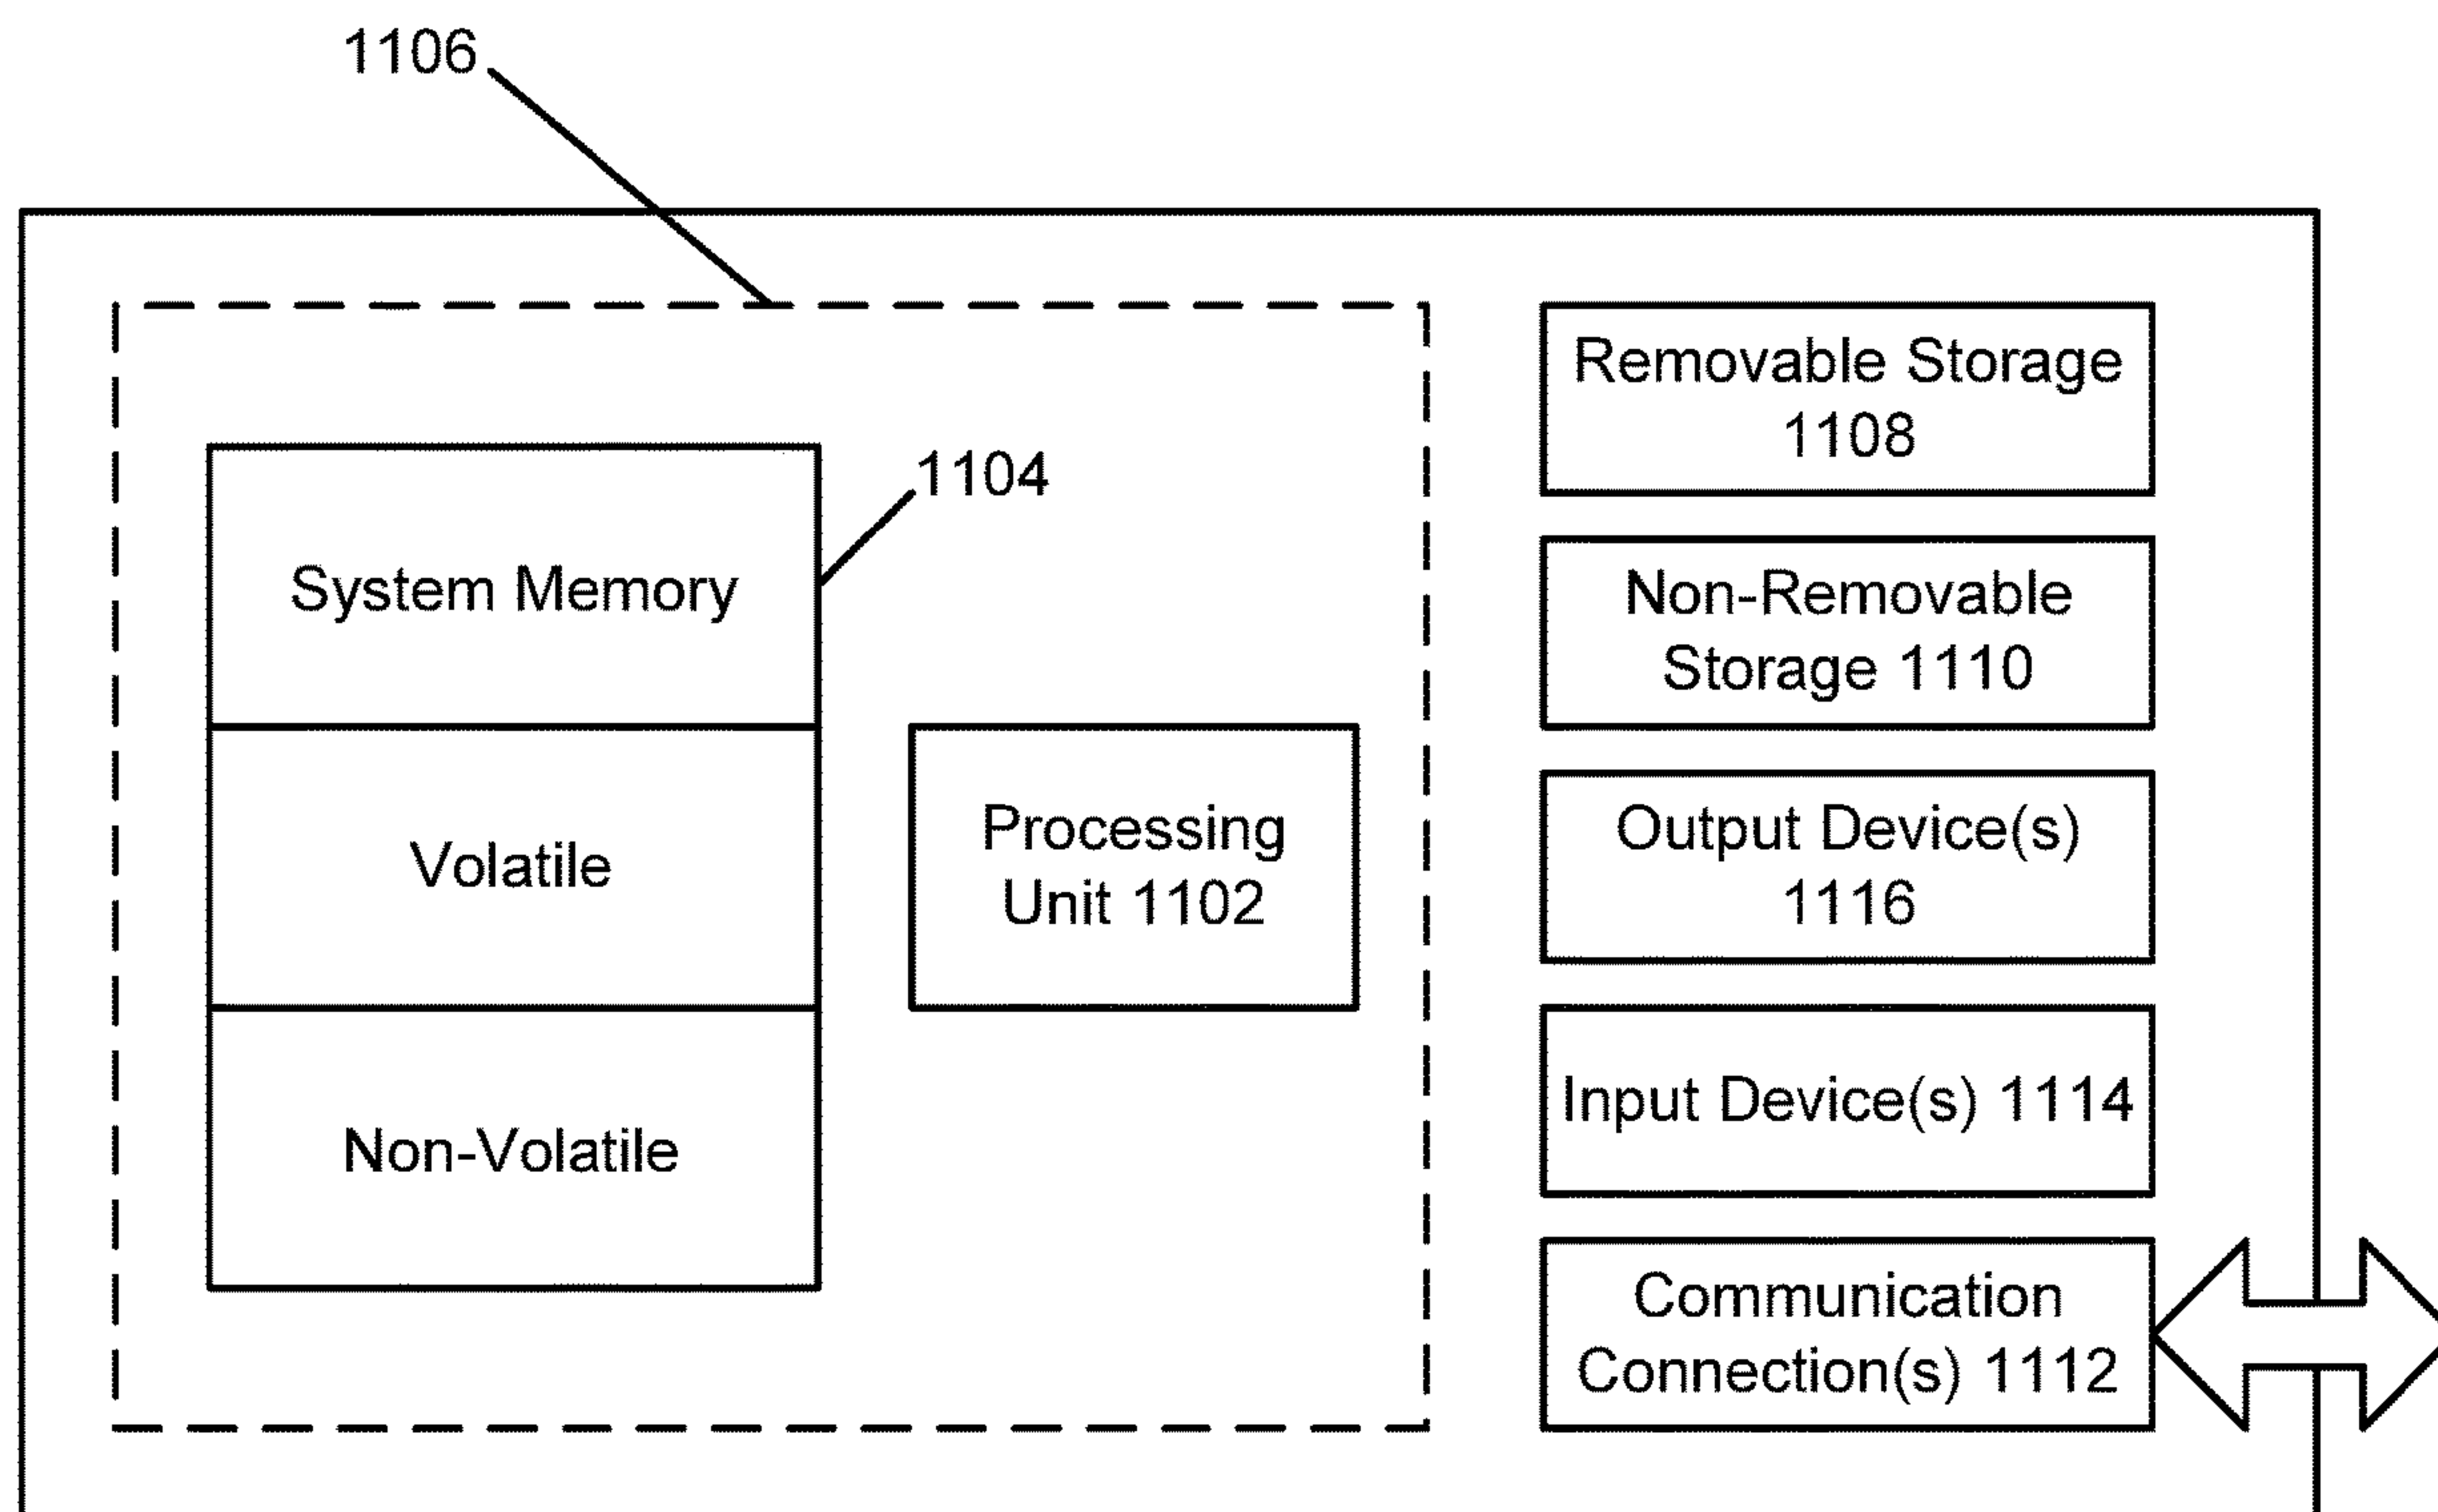 1106
1104
System Memory
Volatile
Non-Volatile
Processing
Unit 1102
Removable Storage
1108
Non-Removable
Storage 1110
Output Device(s)
1116
Input Device(s) 1114
Communication
Connection(s) 1112